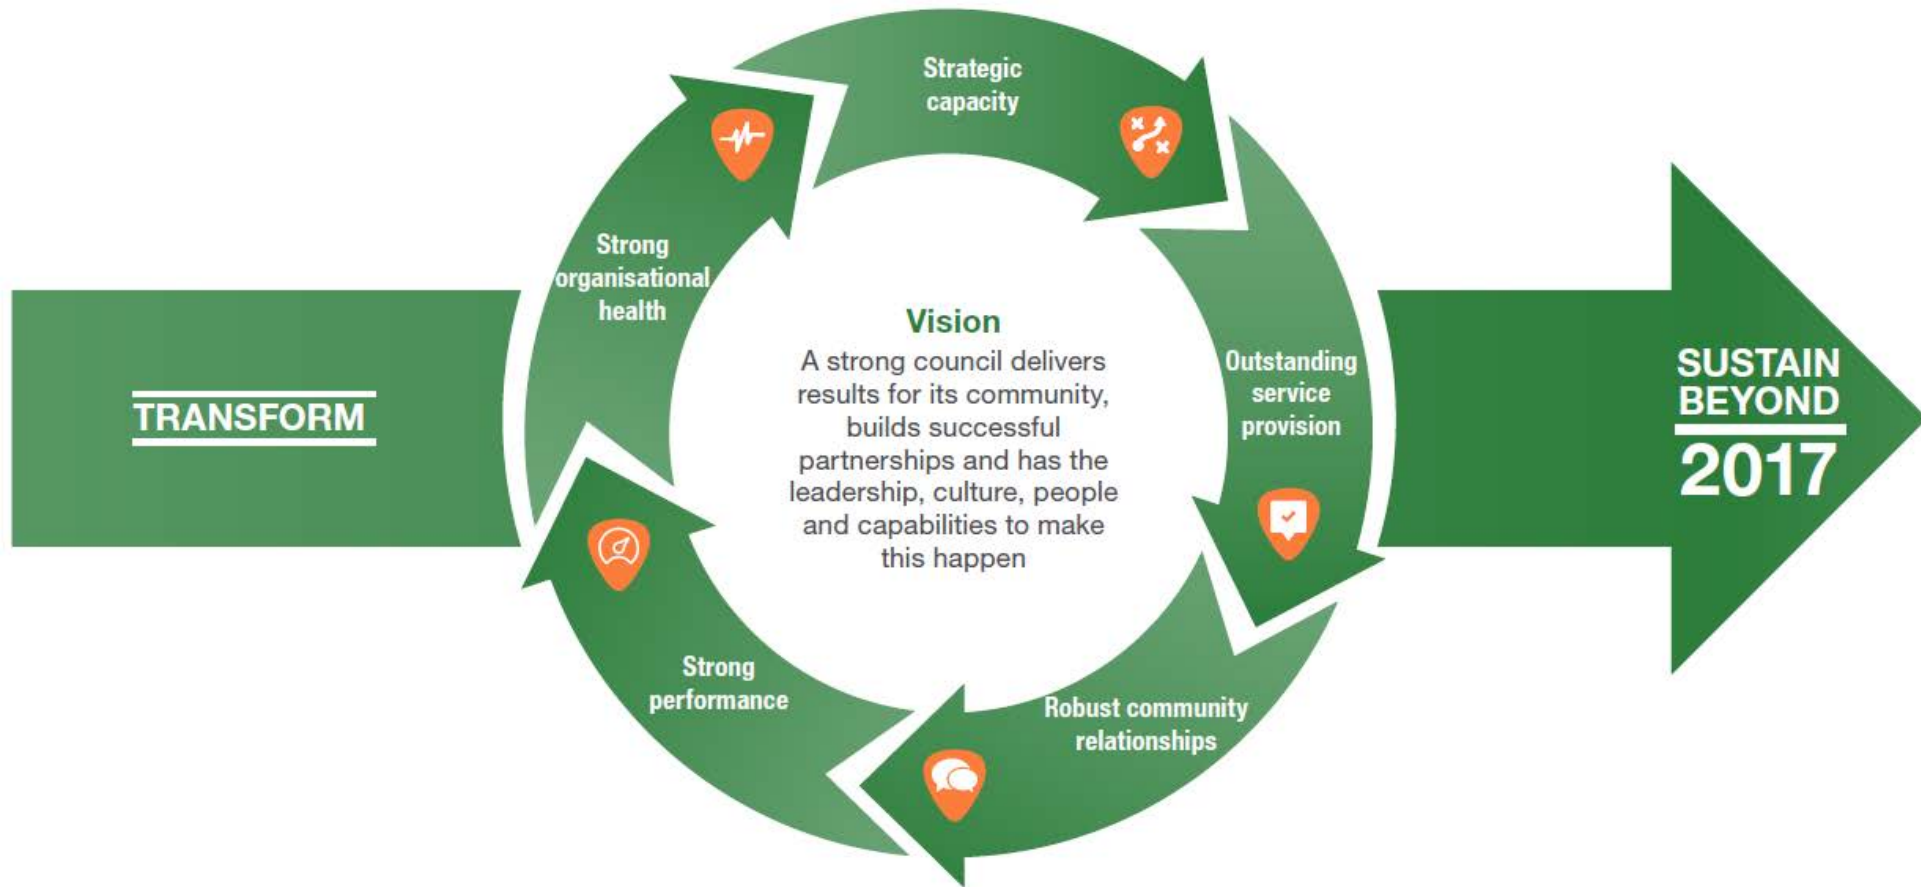 TRANSFORM
Strong
organisational
health
Strategic
capacity
Outstanding
service
provision
Robust community
relationships
Strong
performance
Vision
A strong council delivers
results for its community,
builds successful
partnerships and has the
leadership, culture, people
and capabilities to make
this happen
SUSTAIN
BEYOND
2017